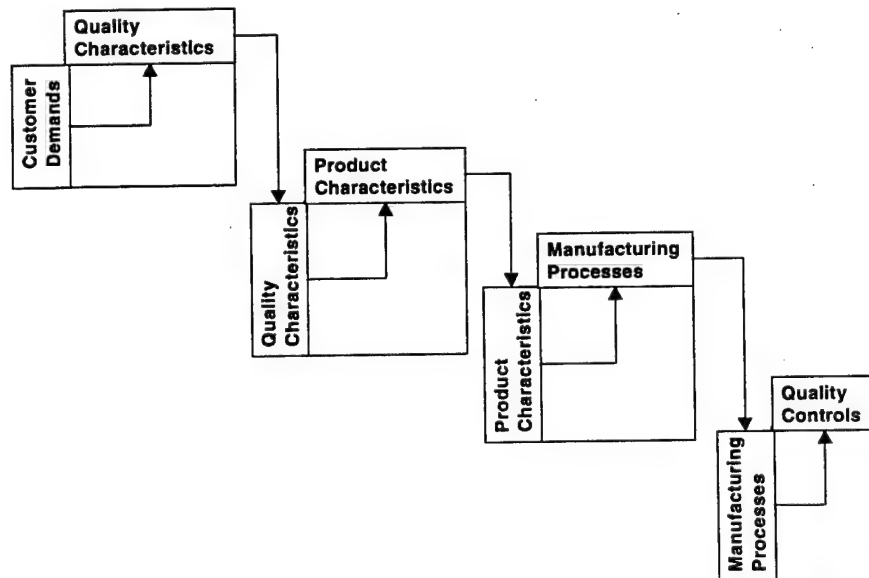 Quality
Characteristics
Customer
Demands
Product
Characteristics
Quality
Characteristics
Manufacturing
Processes
Product
Characteristics
Quality
Controls
Manufacturing
Processes